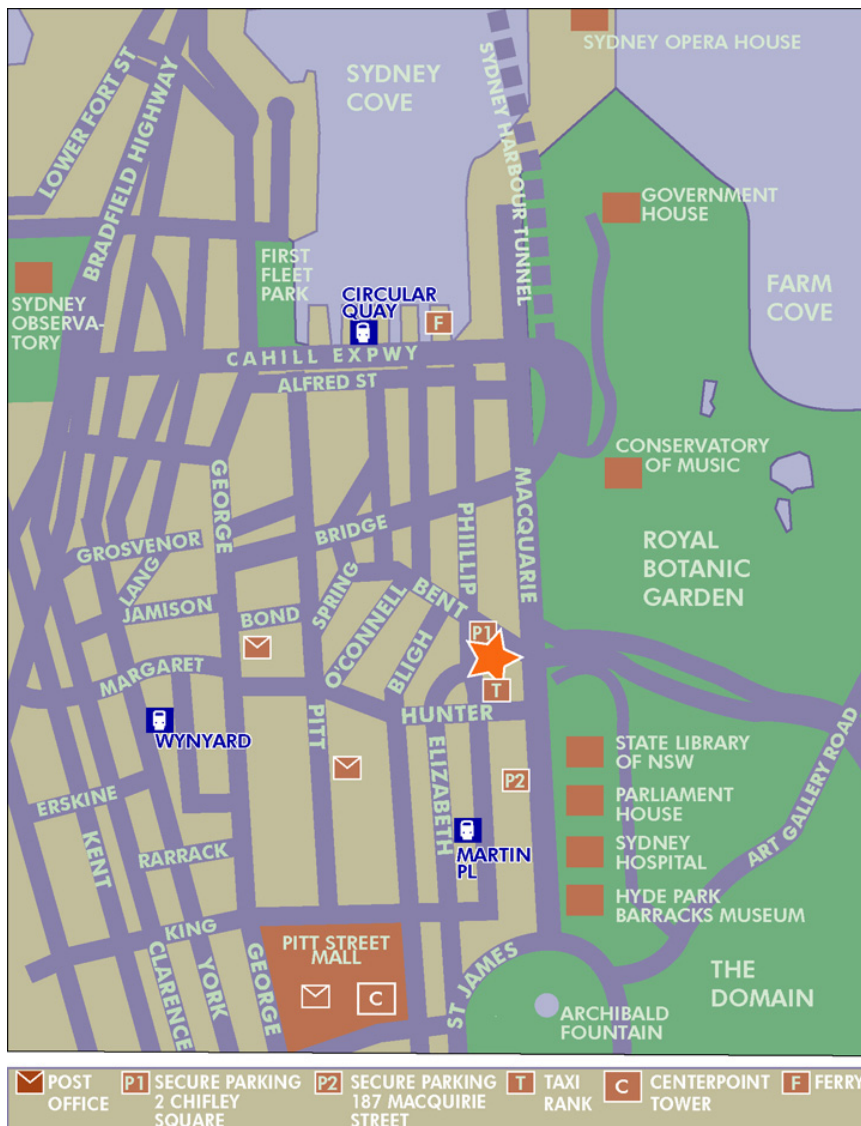 SYDNEY OPERA HOUSE
SYDNEY
COVE
SYDNEY HARBOUR TUNNEL
LOWER FORT ST
BRADFIELD HIGHWAY
GOVERNMENT
HOUSE
FIRST
FLEET
PARK
SYDNEY
OBSERVA-
TORY
CIRCULAR
QUAY
F
FARM
COVE
CAHILL EXPWY
ALFRED ST
CONSERVATORY
OF MUSIC
GEORGE
MACQUARIE
PHILLIP
BRIDGE
GROSVENOR
LANG
JAMISON
BOND
SPRING
O'CONNELL
BENT
BLIGH
ROYAL
BOTANIC
GARDEN
P1
T
MARGARET
HUNTER
PITT
WYNYARD
ELIZABETH
STATE LIBRARY
OF NSW
P2
PARLIAMENT
HOUSE
ERSKINE
KENT
MARTIN
PL
SYDNEY
HOSPITAL
ART GALLERY ROAD
RARRACK
HYDE PARK
BARRACKS MUSEUM
KING
CLARENCE
YORK
GEORGE
PITT STREET
MALL
C
ST JAMES
ARCHIBALD
FOUNTAIN
THE
DOMAIN
POST
OFFICE
P1 SECURE PARKING
2 CHIFLEY
SQUARE
P2 SECURE PARKING
187 MACQUIRIE
STREET
T TAXI
RANK
C CENTERPOINT
TOWER
F FERRY